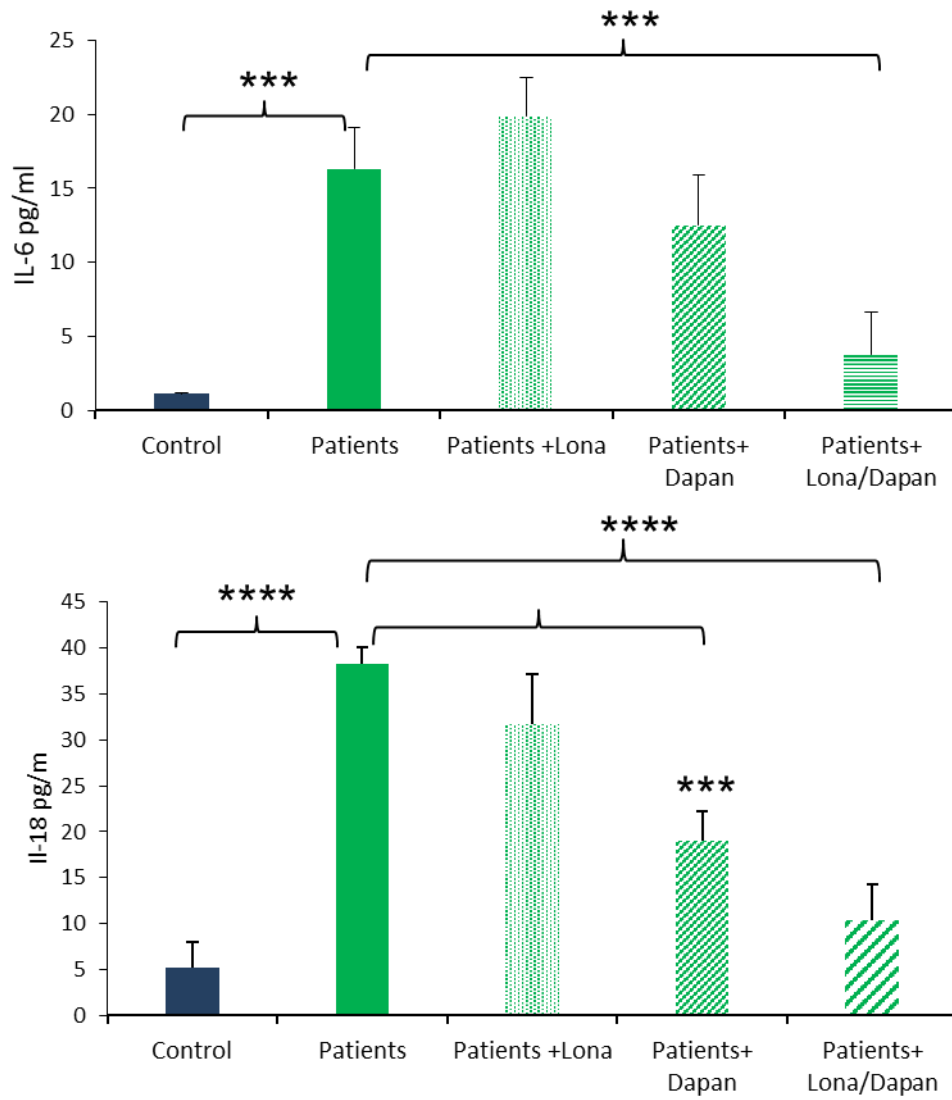 ***
***
25
20
15
10
5
0
IL-6 pg/ml
Control
Patients
Patients +Lona
Patients+
Dapan
Patients+
Lona/Dapan
****
****
***
45
40
35
30
25
20
15
10
5
0
Il-18 pg/m
Control
Patients
Patients +Lona
Patients+
Dapan
Patients+
Lona/Dapan